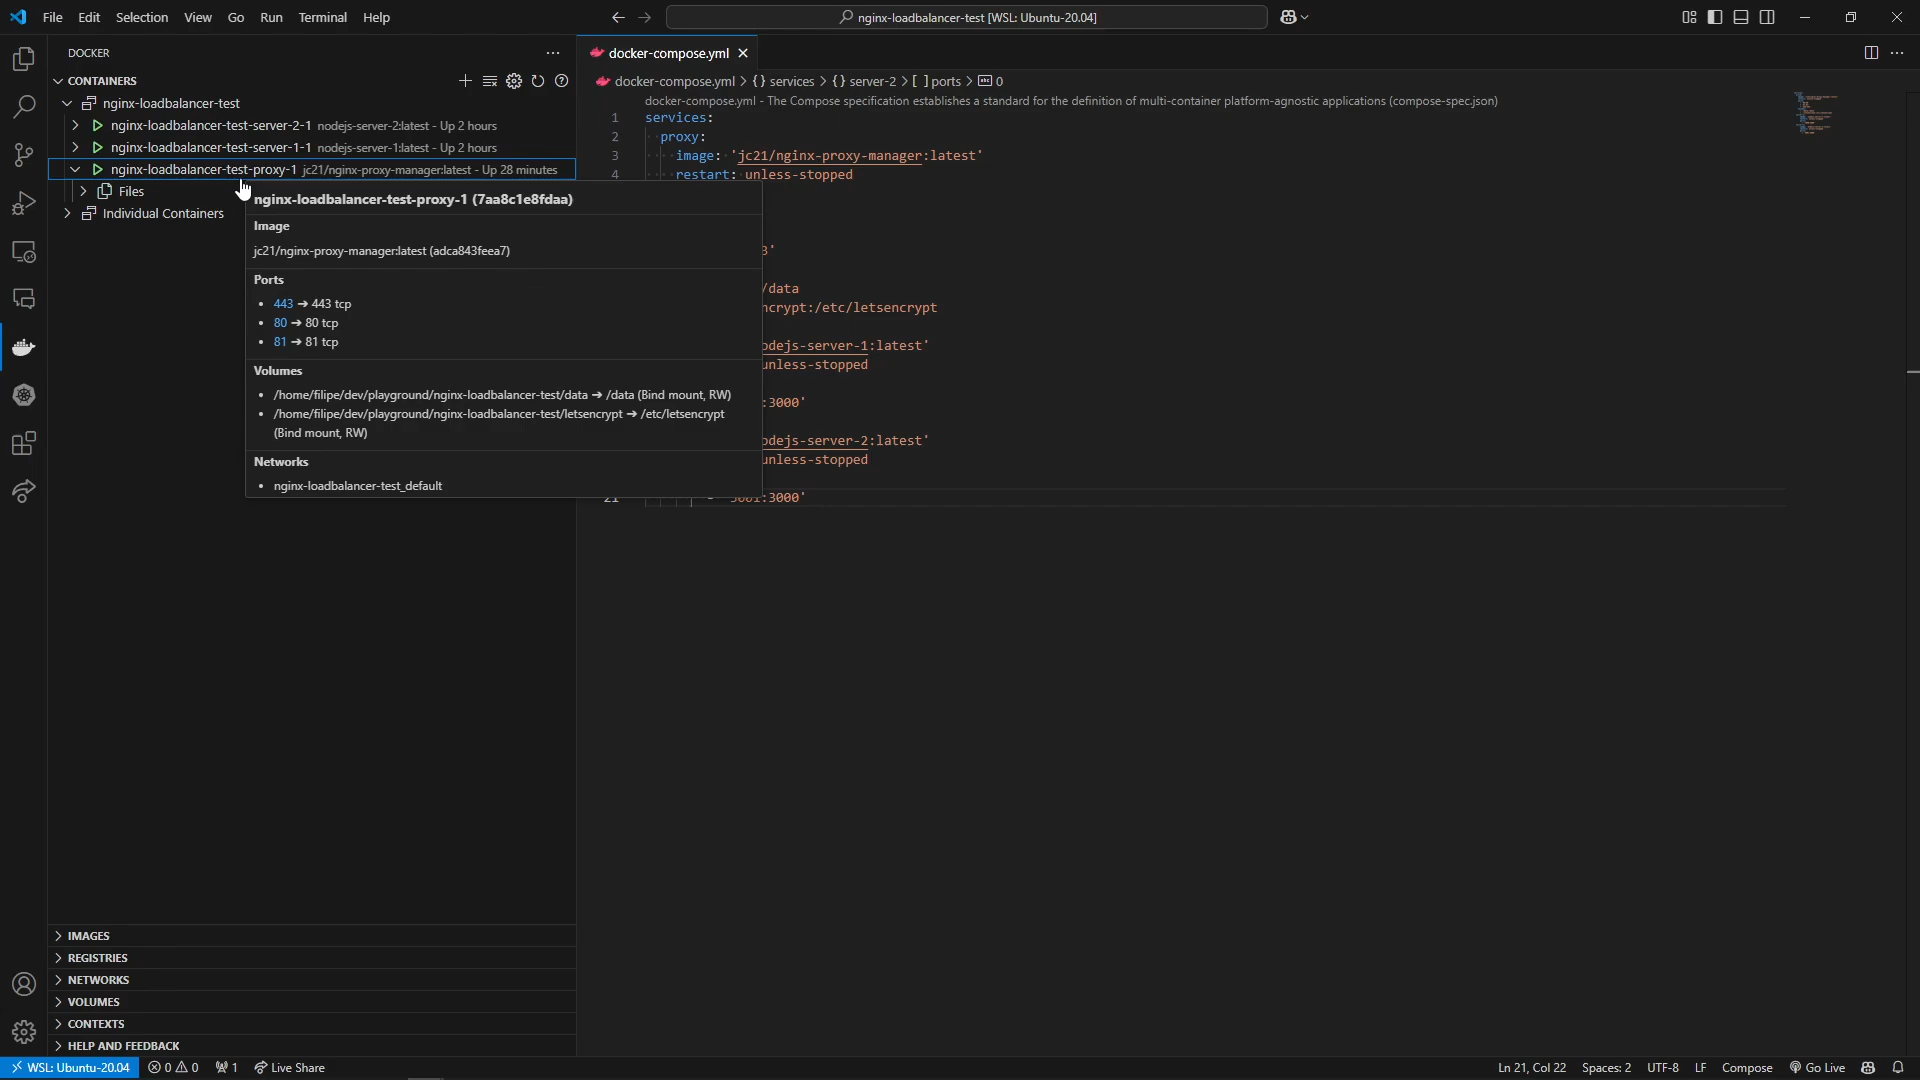 File Edit Selection View Go Run Terminal Help
nginx-loadbalancer-test [WSL: Ubuntu-20.04]
DOCKER
CONTAINERS
nginx-loadbalancer-test
nginx-loadbalancer-test-server-2-1 nodejs-server-2:latest - Up 2 hours
nginx-loadbalancer-test-server-1-1 nodejs-server-1:latest - Up 2 hours
nginx-loadbalancer-test-proxy-1 jc21/nginx-proxy-manager:latest - Up 28 minutes
Files
Individual Containers
nginx-loadbalancer-test-proxy-1 (7aa8c1e8fdaa)
Image
jc21/nginx-proxy-manager:latest (adca843feea7)
Ports
• 443 → 443 tcp
• 80 → 80 tcp
• 81 → 81 tcp
Volumes
• /home/filipe/dev/playground/nginx-loadbalancer-test/data → /data (Bind mount, RW)
• /home/filipe/dev/playground/nginx-loadbalancer-test/letsencrypt → /etc/letsencrypt
(Bind mount, RW)
Networks
• nginx-loadbalancer-test_default
docker-compose.yml
docker-compose.yml > {} services > {} server-2 > [ ] ports > 0
docker-compose.yml - The Compose specification establishes a standard for the definition of multi-container platform-agnostic applications (compose-spec.json)
1 services:
2 proxy:
3 image: 'jc21/nginx-proxy-manager:latest'
4 restart: unless-stopped
/data
ncrypt:/etc/letsencrypt
odejs-server-1:latest'
unless-stopped
:3000'
odejs-server-2:latest'
unless-stopped
21 - '3001:3000'
IMAGES
REGISTRIES
NETWORKS
VOLUMES
CONTEXTS
HELP AND FEEDBACK
WSL: Ubuntu-20.04 0 0 1 Live Share
Ln 21, Col 22 Spaces: 2 UTF-8 LF Compose Go Live